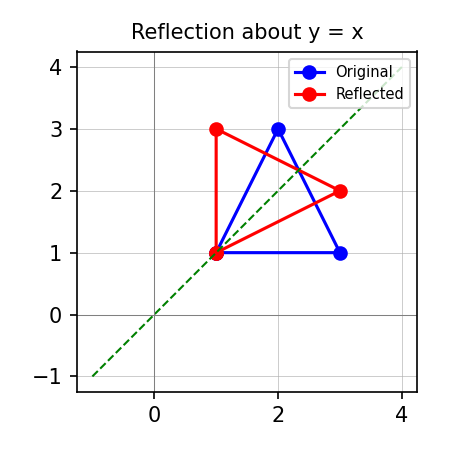 Reflection about y = x
Original
Reflected
4
3
2
1
0
−1
0 2 4